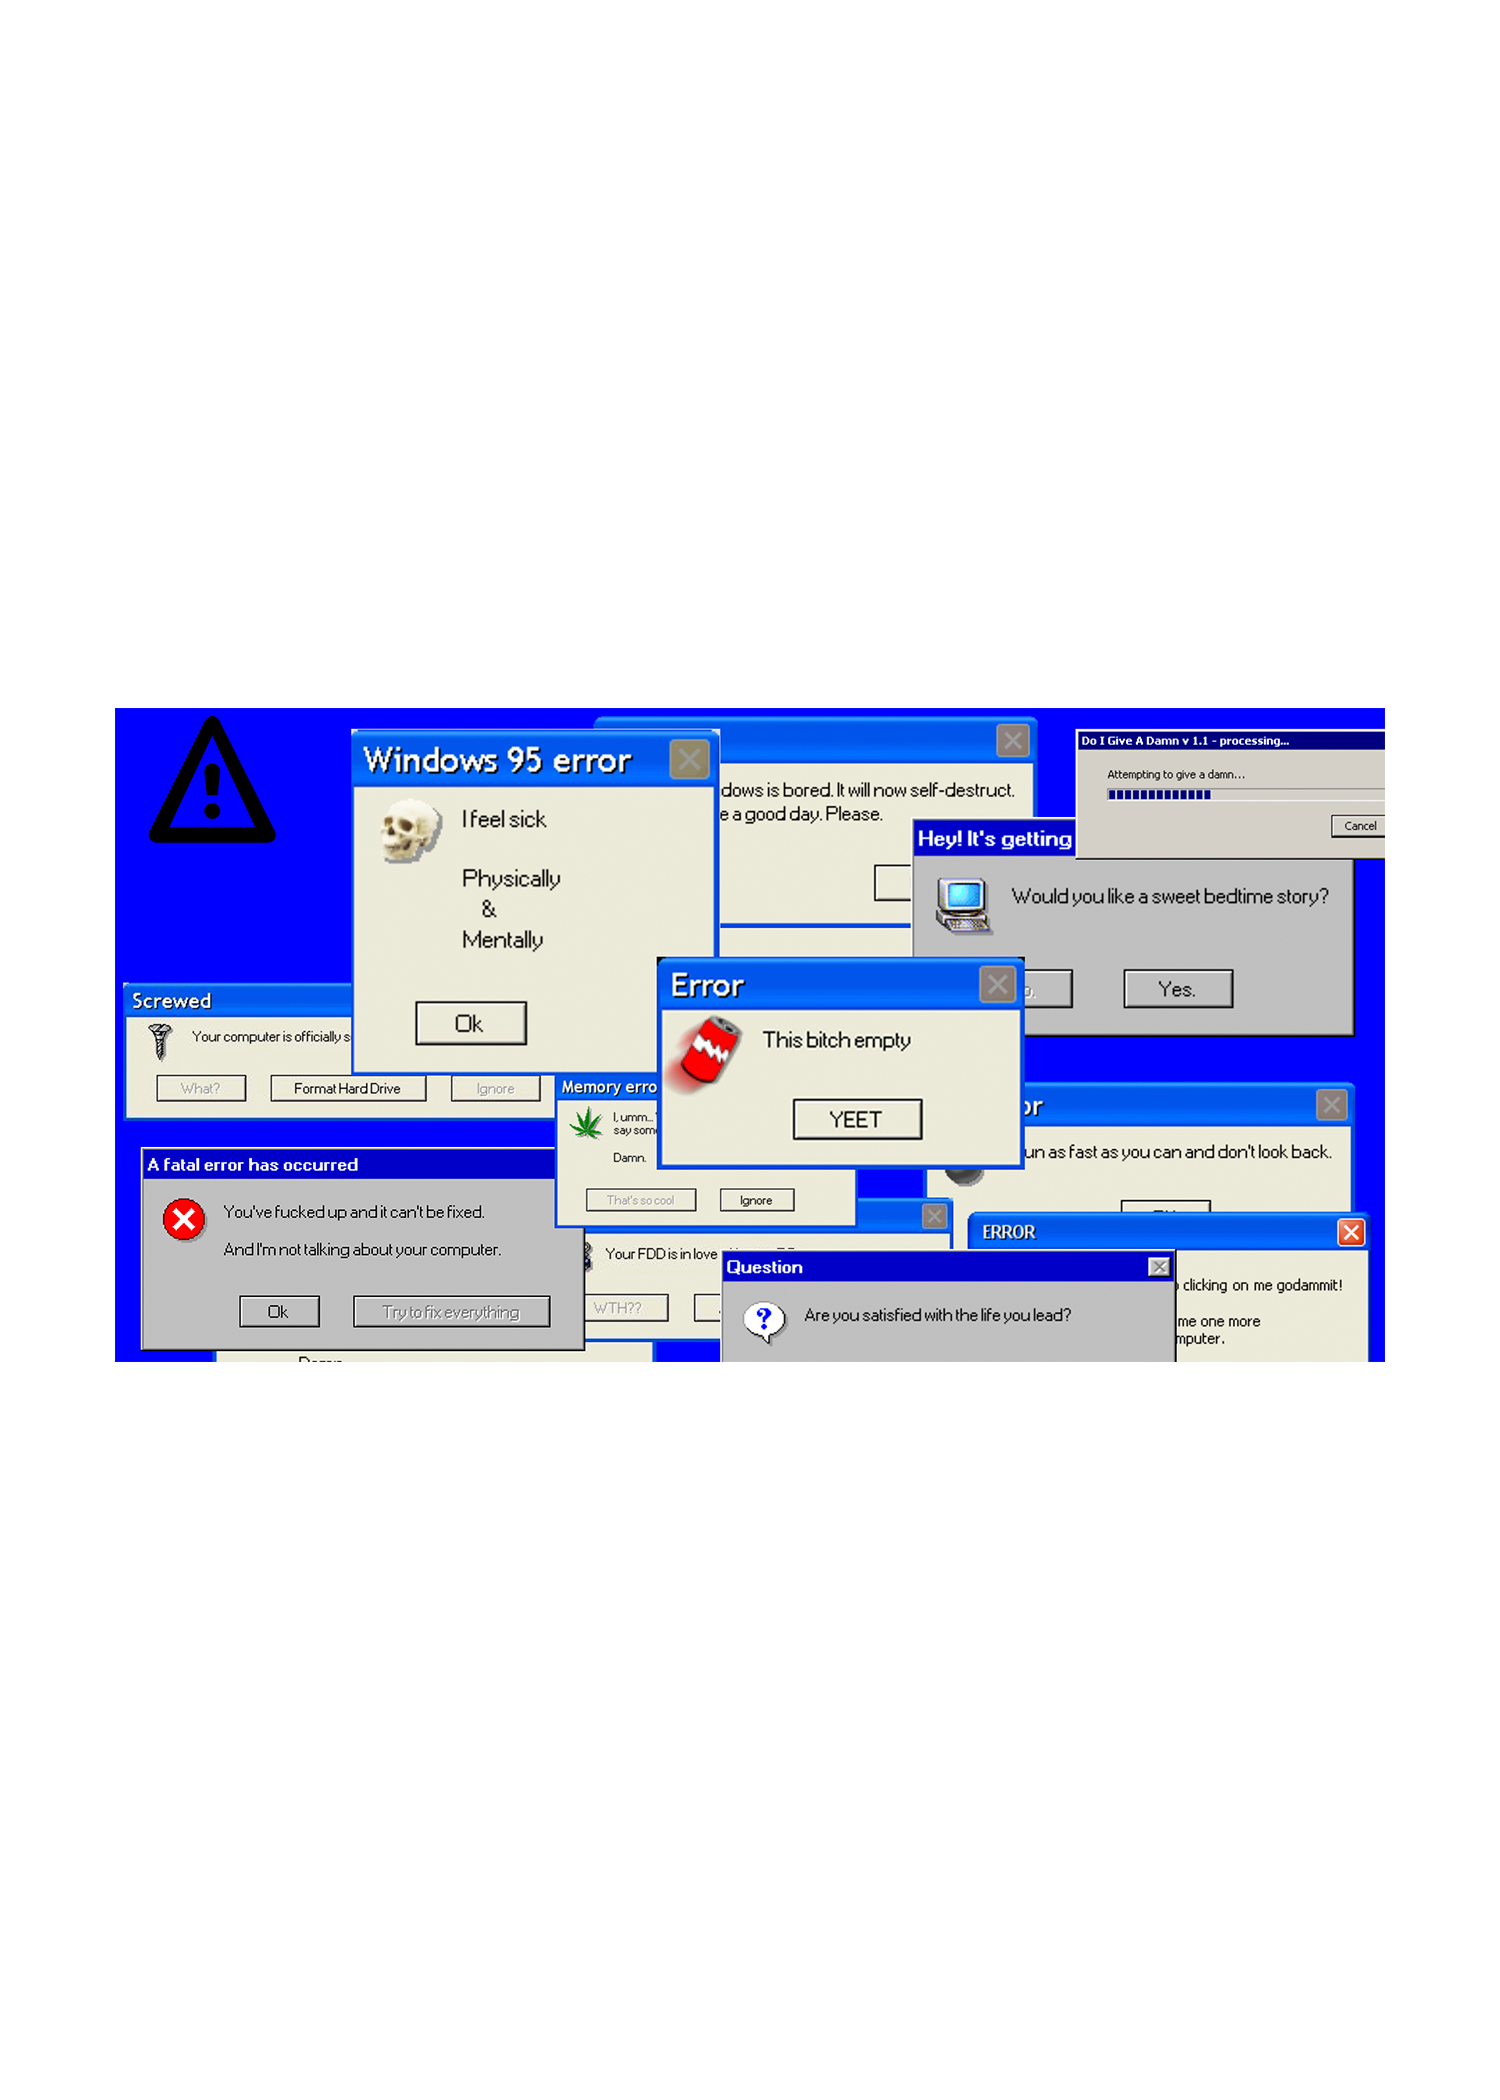 Windows 95 error
I feel sick
Physically
&
Mentally
Ok
dows is bored. It will now self-destruct.
e a good day. Please.
Do I Give A Damn v 1.1 - processing...
Attempting to give a damn...
Cancel
Hey! It's getting
Would you like a sweet bedtime story?
Yes.
Screwed
Your computer is officially s
What?
Format Hard Drive
Ignore
Error
This bitch empty
YEET
Memory erro
I, umm...
say som
Damn.
That's so cool
Ignore
or
un as fast as you can and don't look back.
A fatal error has occurred
You've fucked up and it can't be fixed.
And I'm not talking about your computer.
Ok
Try to fix everything
Your FDD is in love
WTH??
ERROR
clicking on me godammit!
me one more
mputer.
Question
Are you satisfied with the life you lead?